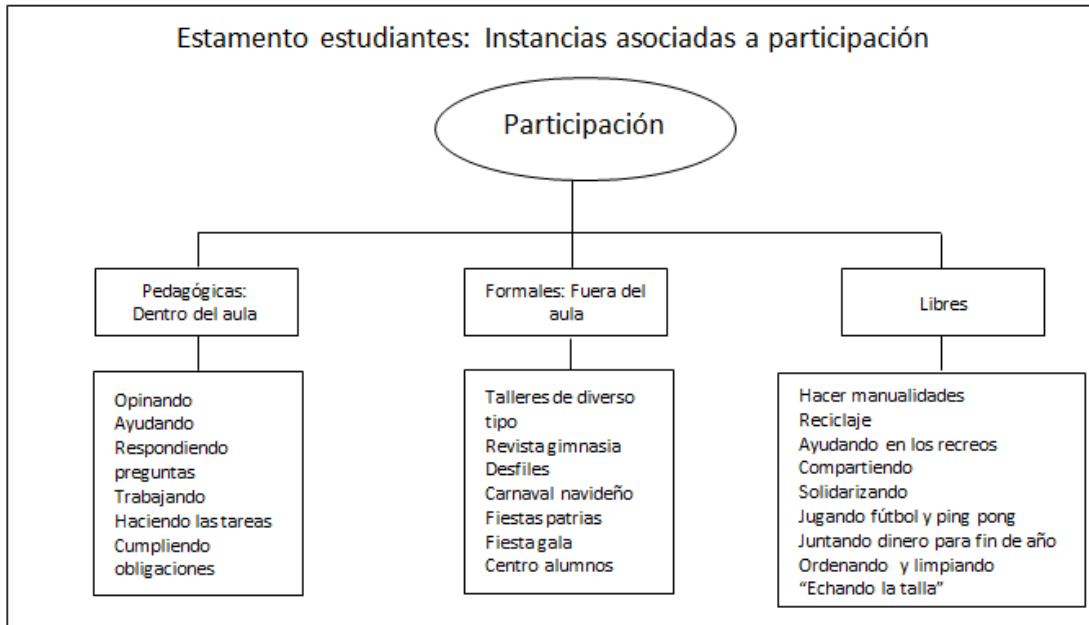 Estamento estudiantes: Instancias asociadas a participación
Participación
Pedagógicas:
Dentro del aula
Opinando
Ayudando
Respondiendo
preguntas
Trabajando
Haciendo las tareas
Cumpliendo
obligaciones
Formales: Fuera del
aula
Talleres de diverso
tipo
Revista gimnasia
Desfiles
Carnaval navideño
Fiestas patrias
Fiesta gala
Centro alumnos
Libres
Hacer manualidades
Reciclaje
Ayudando en los recreos
Compartiendo
Solidarizando
Jugando fútbol y ping pong
Juntando dinero para fin de año
Ordenando y limpiando
“Echando la talla”